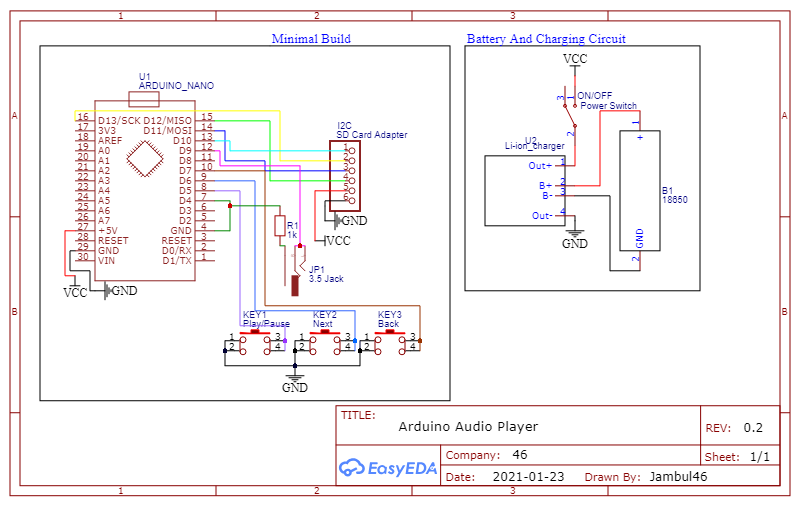 1 2 3
Minimal Build
Battery And Charging Circuit
U1
ARDUINO_NANO
16 D13/SCK D12/MISO 15
17 3V3 D11/MOSI 14
18 AREF D10 13
19 A0 D9 12
20 A1 D8 11
21 A2 D7 10
22 A3 D6 9
23 A4 D5 8
24 A5 D4 7
25 A6 D3 6
26 A7 D2 5
27 +5V GND 4
28 RESET RESET 3
29 GND D0/RX 2
30 VIN D1/TX 1
VCC
GND
I2C
SD Card Adapter
1
2
3
4
5
6
GND
VCC
R1
1k
JP1
3.5 Jack
KEY1
Play/Pause
1 3
2 4
KEY2
Next
1 3
2 4
KEY3
Back
1 3
2 4
GND
VCC
3 1
ON/OFF
Power Switch
2
U2
Li-ion_charger
Out+ 1
B+ 2
B- 3
Out- 4
GND
1
+
B1
18650
GND
2
A A
B B
TITLE:
Arduino Audio Player
REV: 0.2
EasyEDA
Company: 46
Sheet: 1/1
Date: 2021-01-23 Drawn By: Jambul46
1 2 3